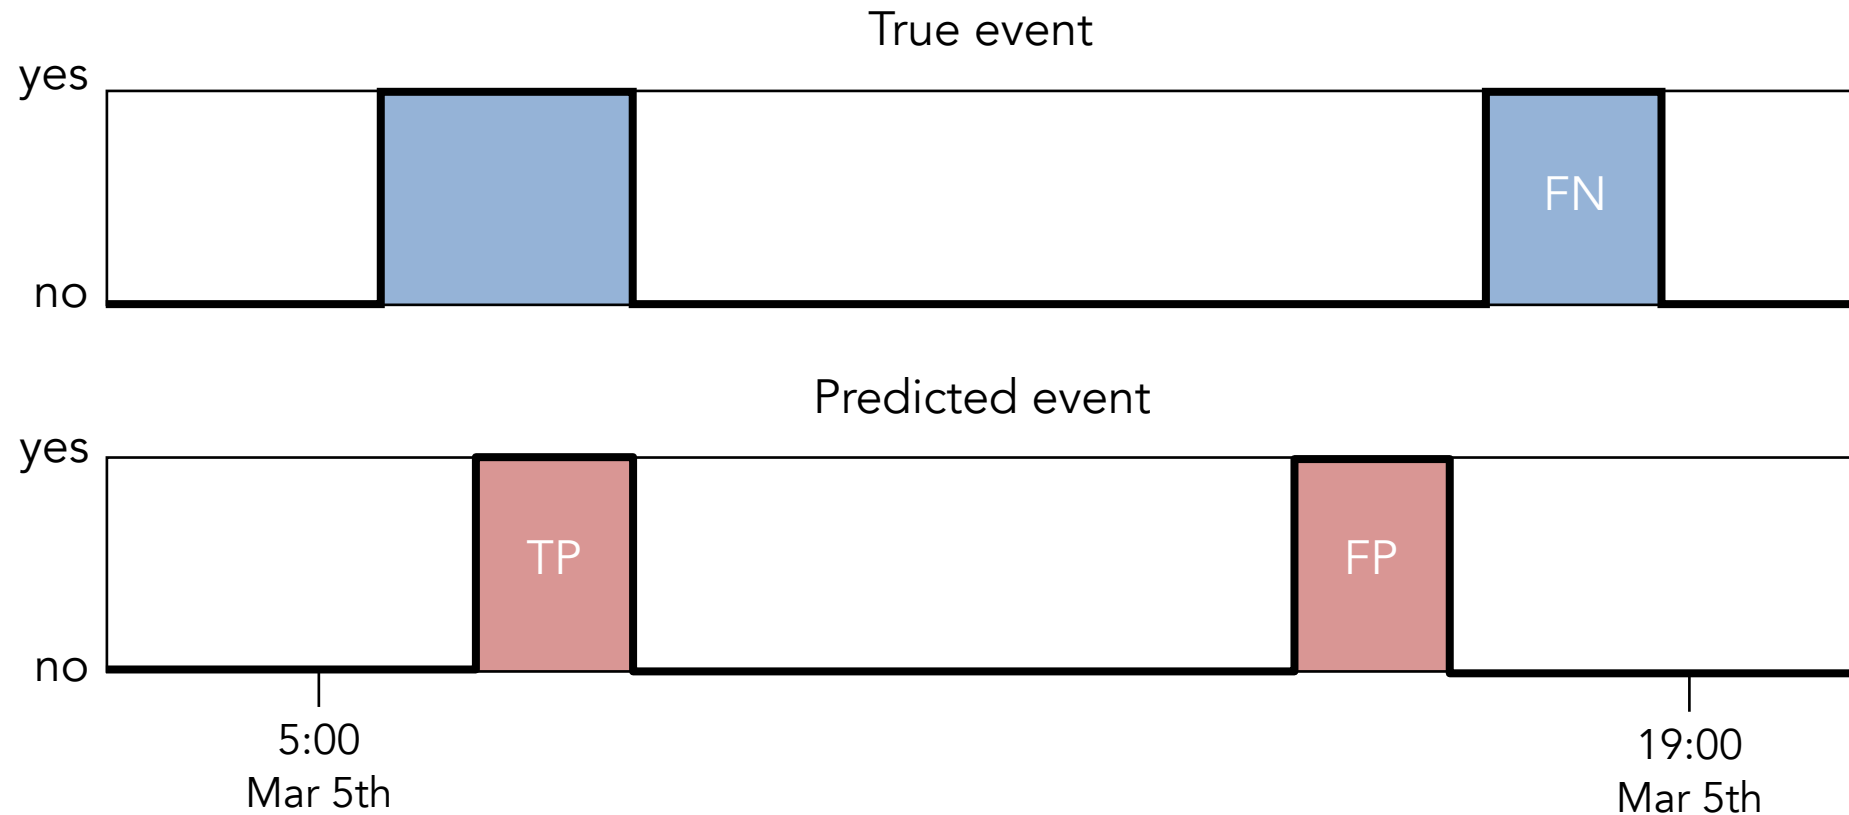 True event
yes
FN
no
Predicted event
yes
TP
FP
no
5:00
Mar 5th
19:00
Mar 5th